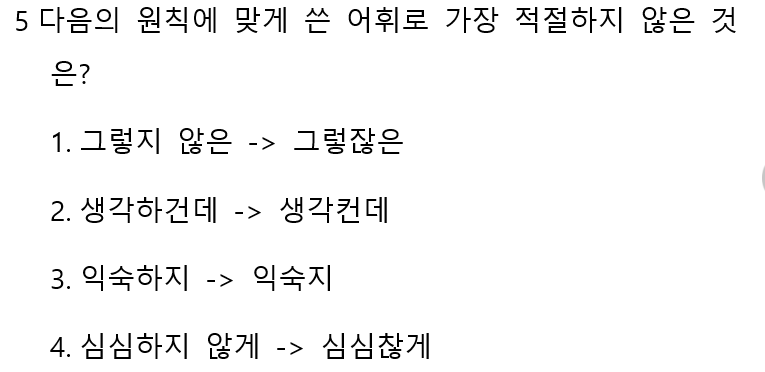 5 다음의 원칙에 맞게 쓴 어휘로 가장 적절하지 않은 것
은?
1. 그렇지 않은 -> 그렇잖은
2. 생각하건데 -> 생각컨데
3. 익숙하지 -> 익숙지
4. 심심하지 않게 -> 심심찮게